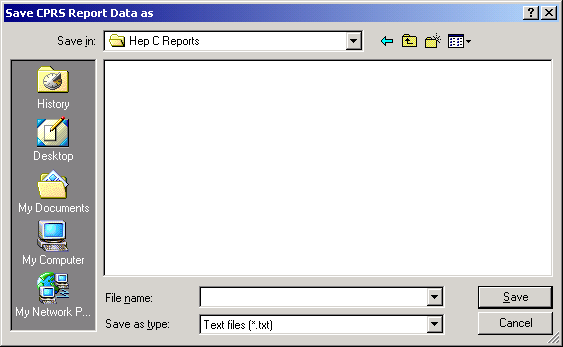 Save CPRS Report Data as
Save in: Hep C Reports
History
Desktop
My Documents
My Computer
My Network P...
File name:
Save
Save as type: Text files (*.txt)
Cancel